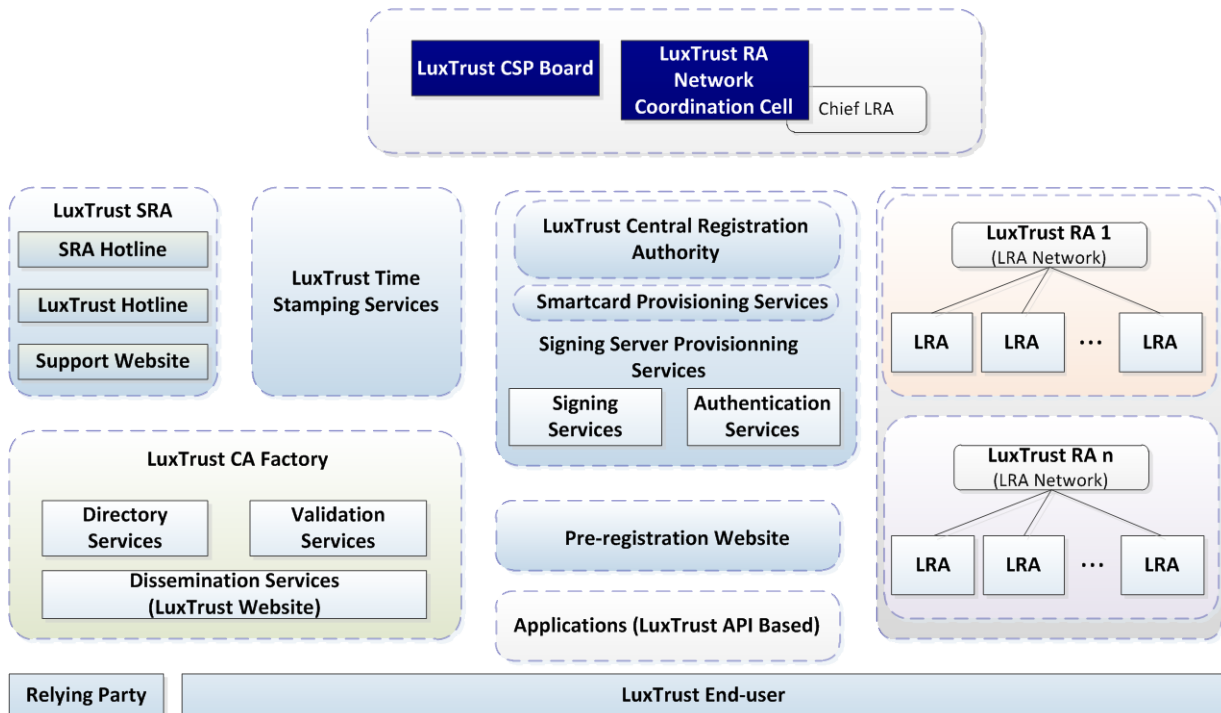 LuxTrust CSP Board
LuxTrust RA
Network
Coordination Cell
Chief LRA
LuxTrust SRA
SRA Hotline
LuxTrust Hotline
Support Website
LuxTrust Time
Stamping Services
LuxTrust Central Registration
Authority
Smartcard Provisioning Services
Signing Server Provisionning
Services
Signing
Services
Authentication
Services
LuxTrust RA 1
(LRA Network)
LRA
LRA
...
LRA
LuxTrust CA Factory
Directory
Services
Validation
Services
Dissemination Services
(LuxTrust Website)
Pre-registration Website
Applications (LuxTrust API Based)
LuxTrust RA n
(LRA Network)
LRA
LRA
...
LRA
Relying Party
LuxTrust End-user